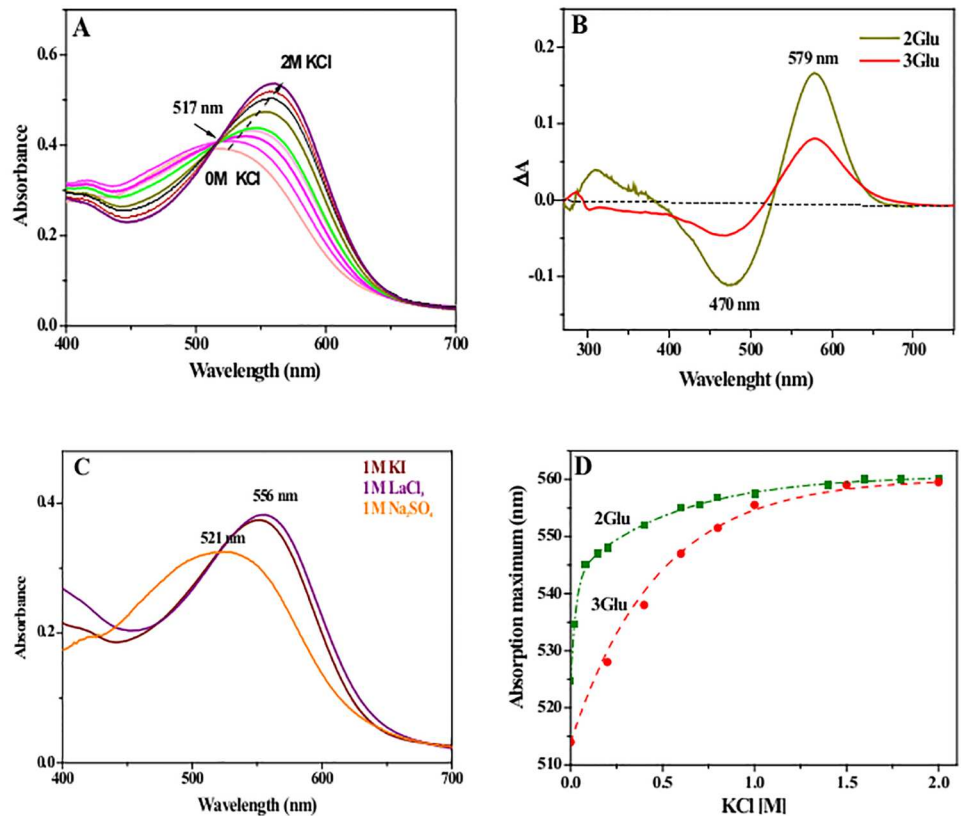 A
0.6
0.4
0.2
0.0
400
500
600
700
Absorbance
Wavelength (nm)
517 nm
2M KCl
0M KCl
B
0.2
0.1
0.0
-0.1
300
400
500
600
700
ΔA
Wavelenght (nm)
2Glu
3Glu
579 nm
470 nm
C
0.4
0.2
0.0
400
500
600
700
Absorbance
Wavelength (nm)
1M KI
1M LaCl₃
1M Na₂SO₄
556 nm
521 nm
D
560
550
540
530
520
510
0.0
0.5
1.0
1.5
2.0
Absorption maximum (nm)
KCl [M]
2Glu
3Glu